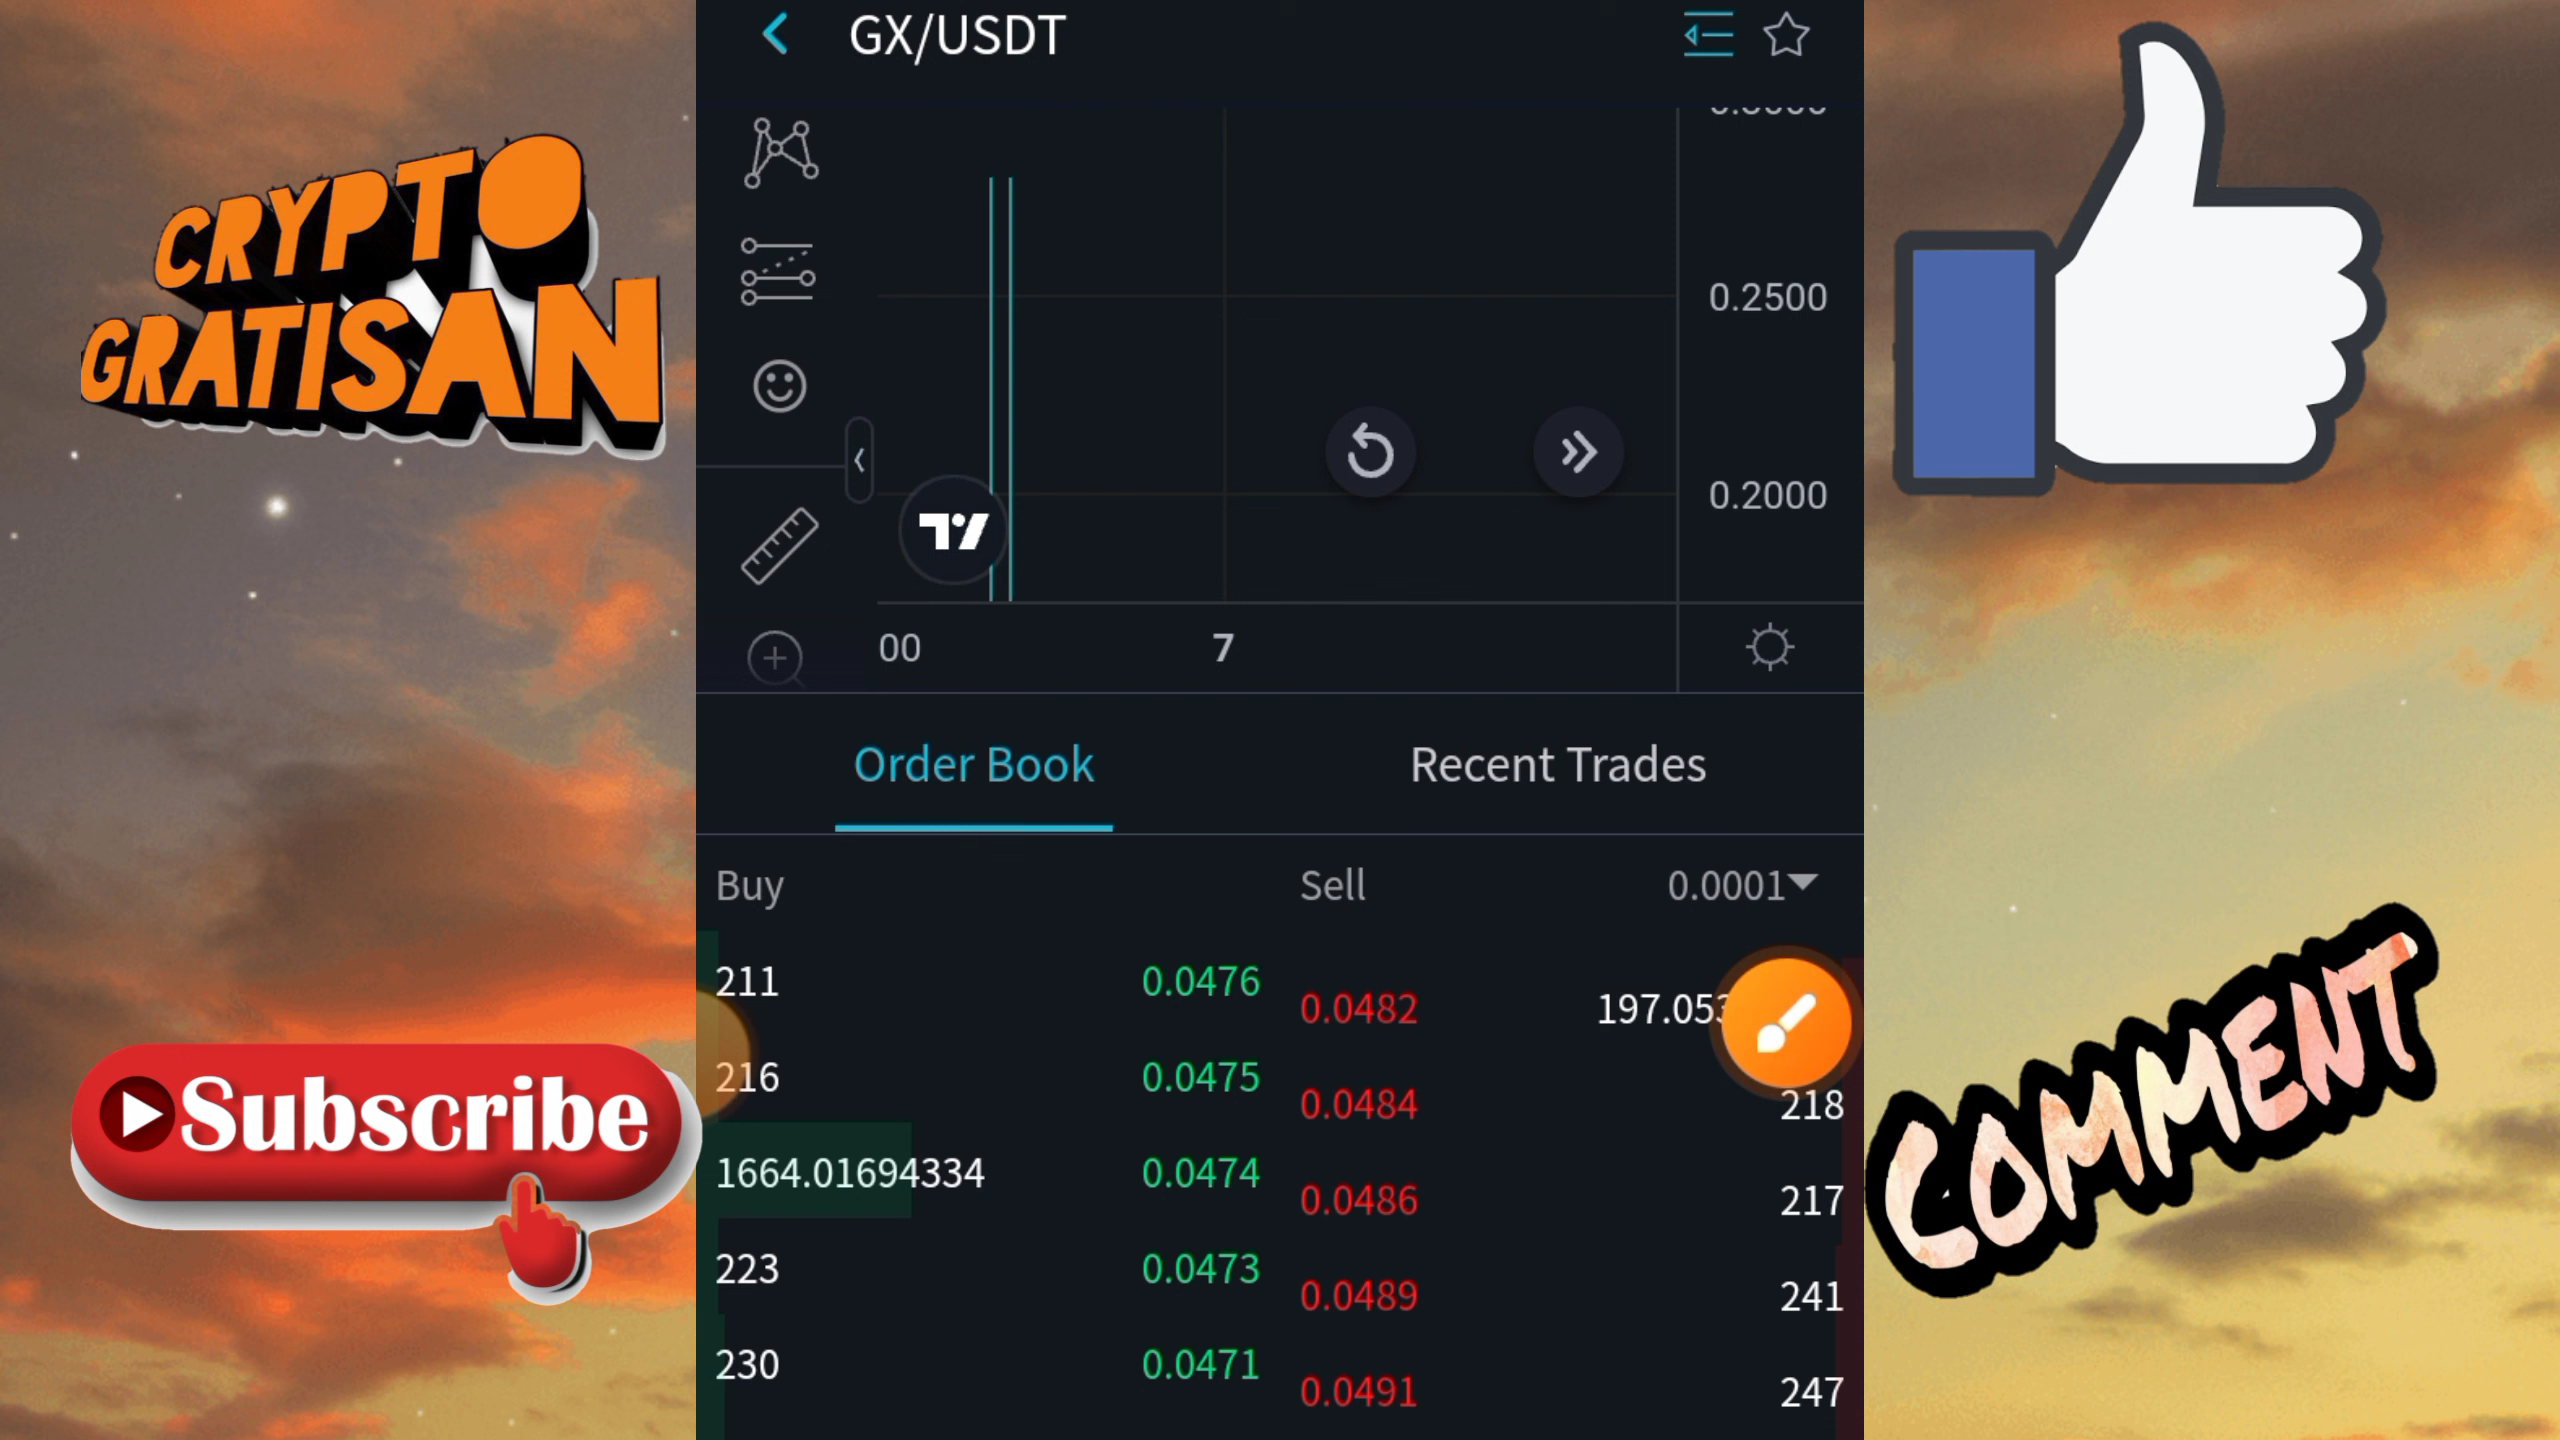 CRYPTO
GRATISAN
Subscribe
GX/USDT
0.2500
0.2000
00 7
Order Book Recent Trades
Buy Sell 0.0001
211 0.0476 0.0482
216 0.0475 0.0484 218
1664.01694334 0.0474 0.0486 217
223 0.0473 0.0489 241
230 0.0471 0.0491 247
COMMENT